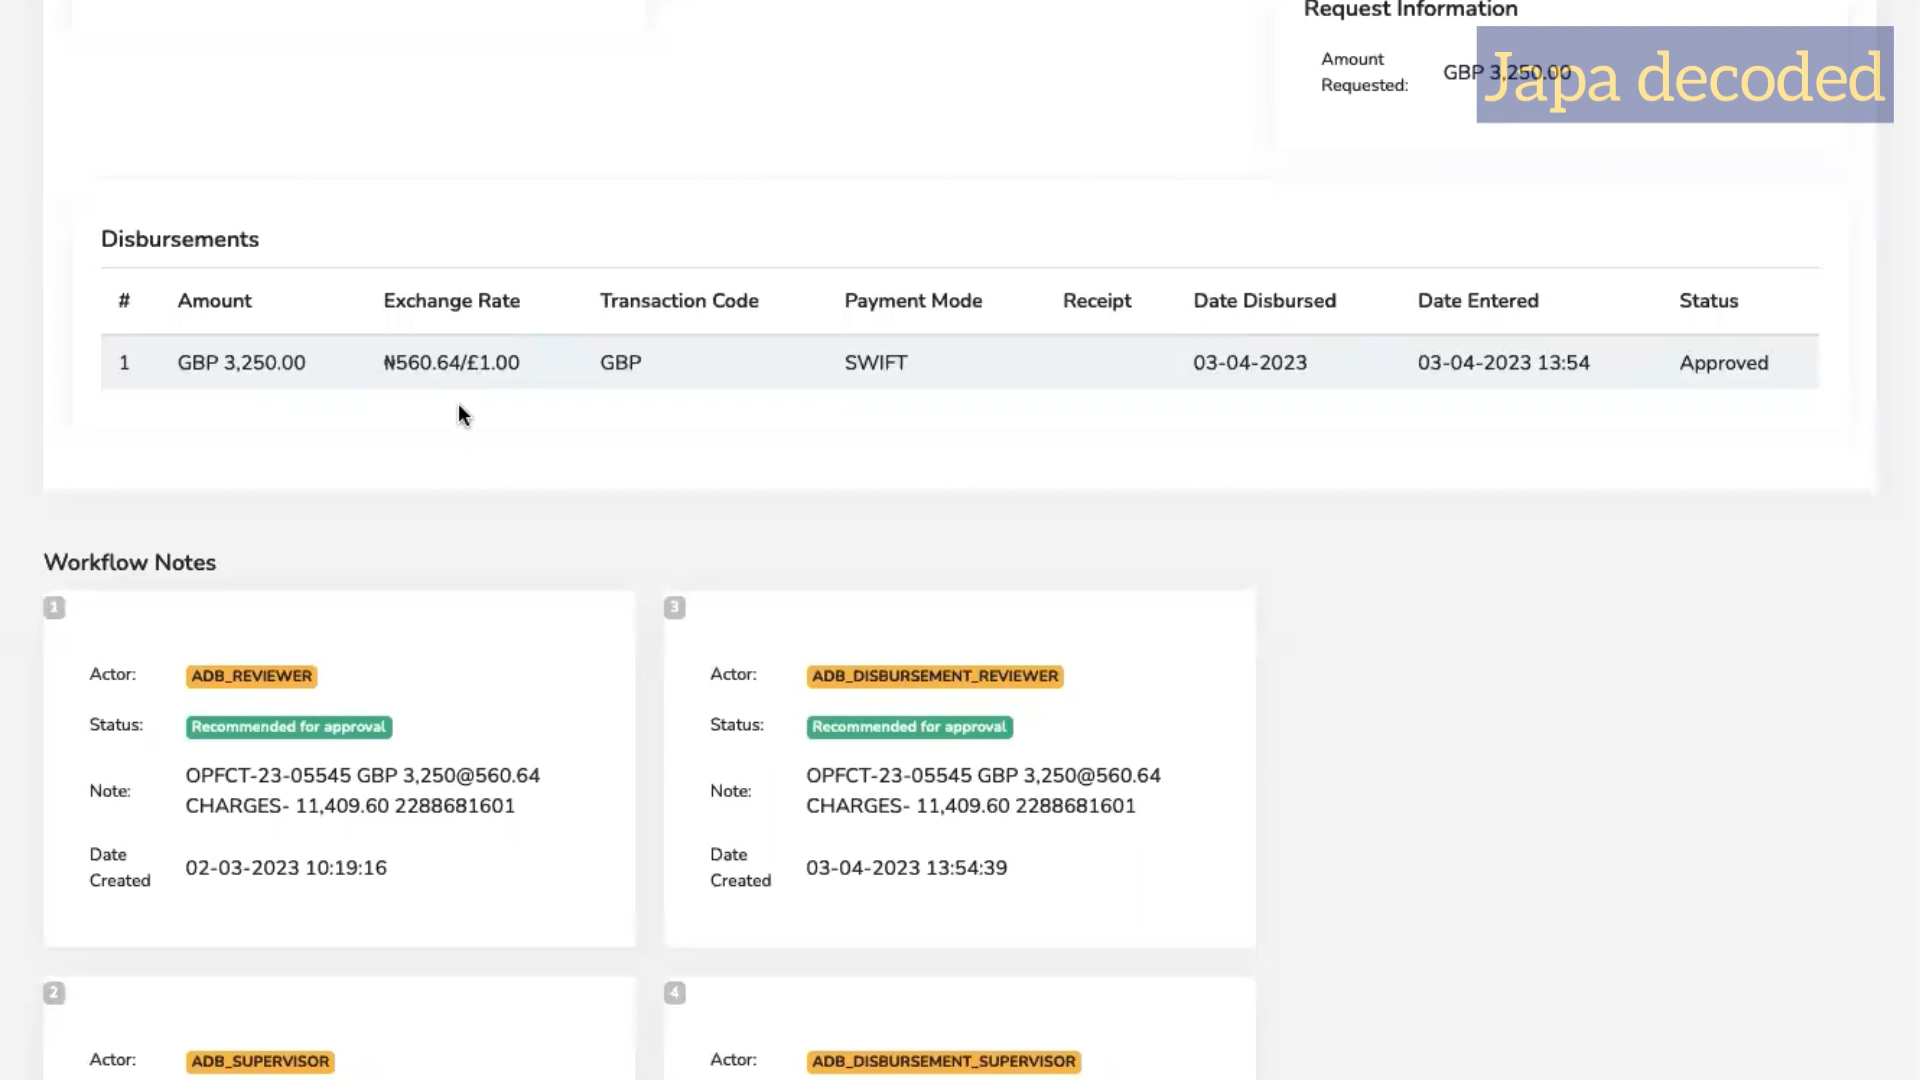 Request Information
Amount
Requested:
GBP 3,250.00
Japa decoded
Disbursements
# Amount Exchange Rate Transaction Code Payment Mode Receipt Date Disbursed Date Entered Status
1 GBP 3,250.00 ₦560.64/£1.00 GBP SWIFT 03-04-2023 03-04-2023 13:54 Approved
Workflow Notes
1
Actor: ADB_REVIEWER
Status: Recommended for approval
Note: OPFCT-23-05545 GBP 3,250@560.64
CHARGES- 11,409.60 2288681601
Date
Created
02-03-2023 10:19:16
3
Actor: ADB_DISBURSEMENT_REVIEWER
Status: Recommended for approval
Note: OPFCT-23-05545 GBP 3,250@560.64
CHARGES- 11,409.60 2288681601
Date
Created
03-04-2023 13:54:39
2
Actor: ADB_SUPERVISOR
4
Actor: ADB_DISBURSEMENT_SUPERVISOR